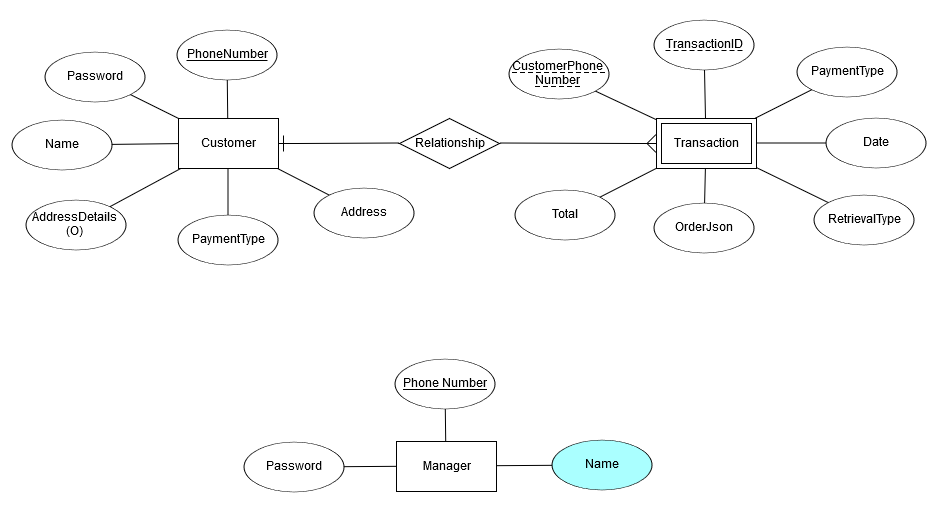 TransactionID
PhoneNumber
CustomerPhone
Number
PaymentType
Password
Name
Customer
Relationship
Transaction
Date
AddressDetails
(O)
Address
PaymentType
Total
OrderJson
RetrievalType
Phone Number
Password
Manager
Name